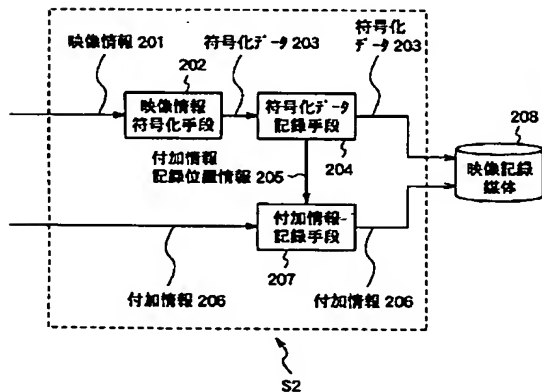 映像情報 201
符号化データ 203
符号化
データ 203
202
映像情報
符号化手段
符号化データ
記録手段
204
208
映像記録
媒体
付加情報
記録位置情報 205
付加情報
記録手段
207
付加情報 206
付加情報 206
S2